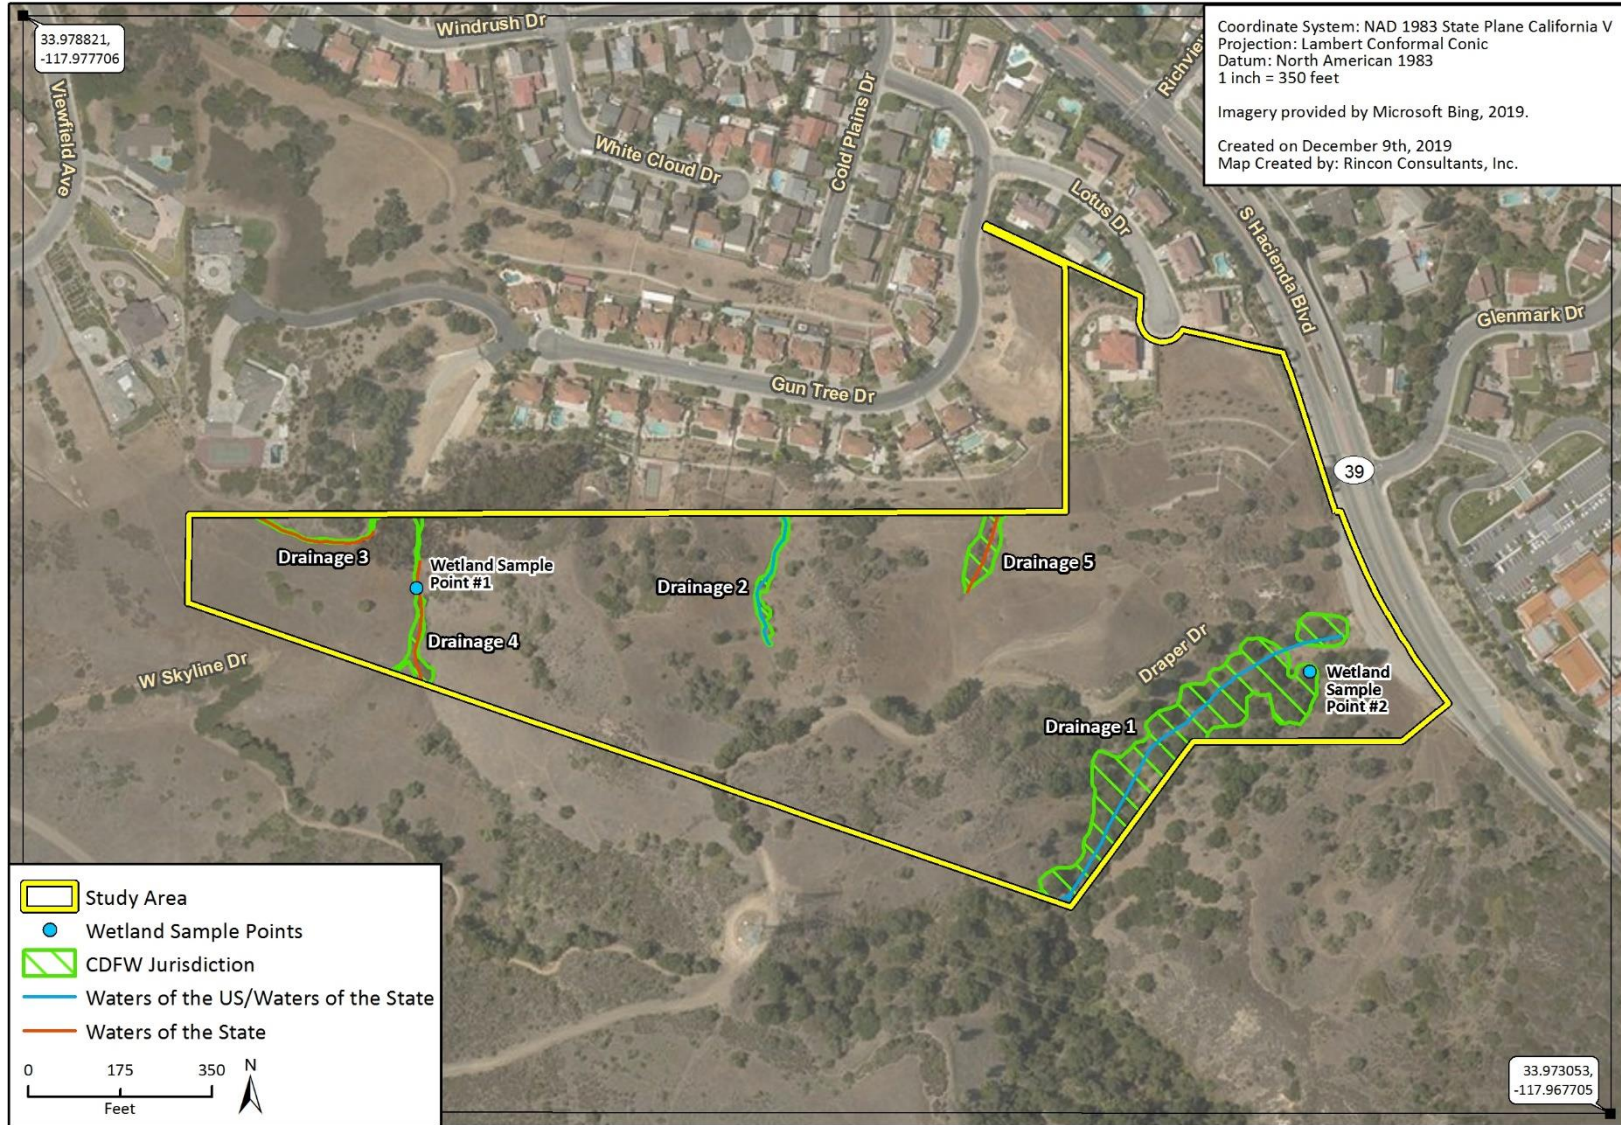 33.978821,
-117.977706
Windrush Dr
Richview
Coordinate System: NAD 1983 State Plane California V
Projection: Lambert Conformal Conic
Datum: North American 1983
1 inch = 350 feet
Imagery provided by Microsoft Bing, 2019.
Created on December 9th, 2019
Map Created by: Rincon Consultants, Inc.
Viewfield Ave
White Cloud Dr
Cold Plains Dr
Lotus Dr
S Hacienda Blvd
Glenmark Dr
Gun Tree Dr
39
Drainage 3
Wetland Sample
Point #1
Drainage 2
Drainage 5
Drainage 4
W Skyline Dr
Draper Dr
Wetland
Sample
Point #2
Drainage 1
Study Area
Wetland Sample Points
CDFW Jurisdiction
Waters of the US/Waters of the State
Waters of the State
0 175 350
Feet
N
33.973053,
-117.967705